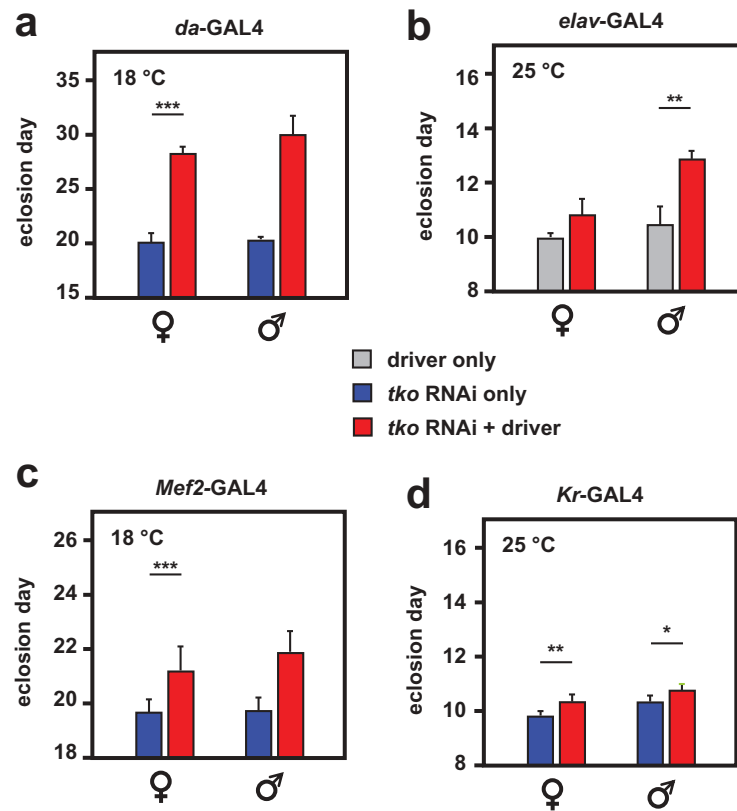 a
da-GAL4
18 °C
eclosion day
35
30
25
20
15
***
♀ ♂
b
elav-GAL4
25 °C
eclosion day
16
14
12
10
8
**
♀ ♂
driver only
tko RNAi only
tko RNAi + driver
c
Mef2-GAL4
18 °C
eclosion day
26
24
22
20
18
***
♀ ♂
d
Kr-GAL4
25 °C
eclosion day
16
14
12
10
8
**
*
♀ ♂